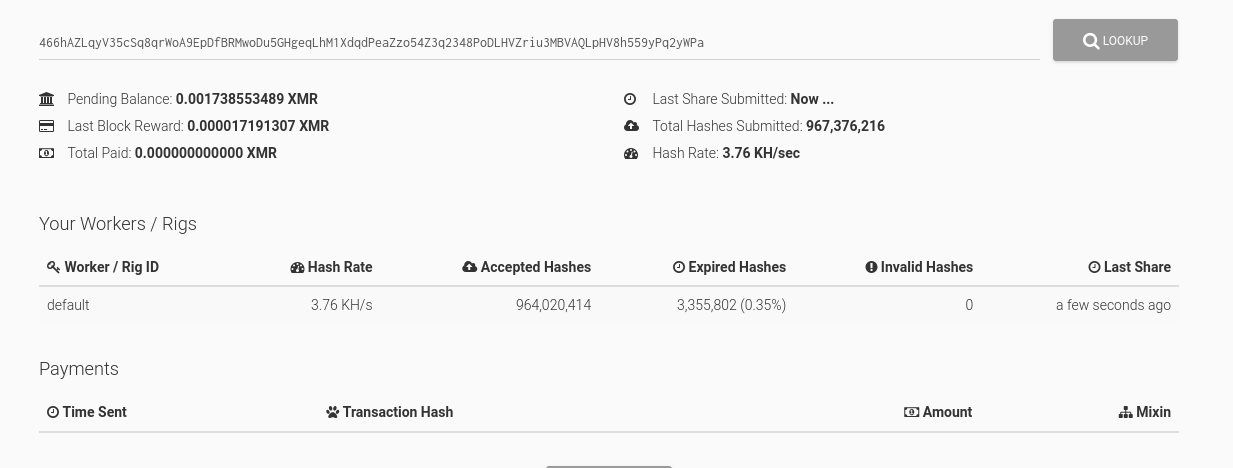 466hAZLqyV35cSq8qrWoA9EpDfBRMwoDu5GHgeqLhM1XdqdPeaZzo54Z3q2348PoDLHVZriu3MBVAQLpHV8h559yPq2yWPa
LOOKUP
Pending Balance: 0.001738553489 XMR
Last Share Submitted: Now ...
Last Block Reward: 0.000017191307 XMR
Total Hashes Submitted: 967,376,216
Total Paid: 0.000000000000 XMR
Hash Rate: 3.76 KH/sec
Your Workers / Rigs
Worker / Rig ID Hash Rate Accepted Hashes Expired Hashes Invalid Hashes Last Share
default 3.76 KH/s 964,020,414 3,355,802 (0.35%) 0 a few seconds ago
Payments
Time Sent Transaction Hash Amount Mixin